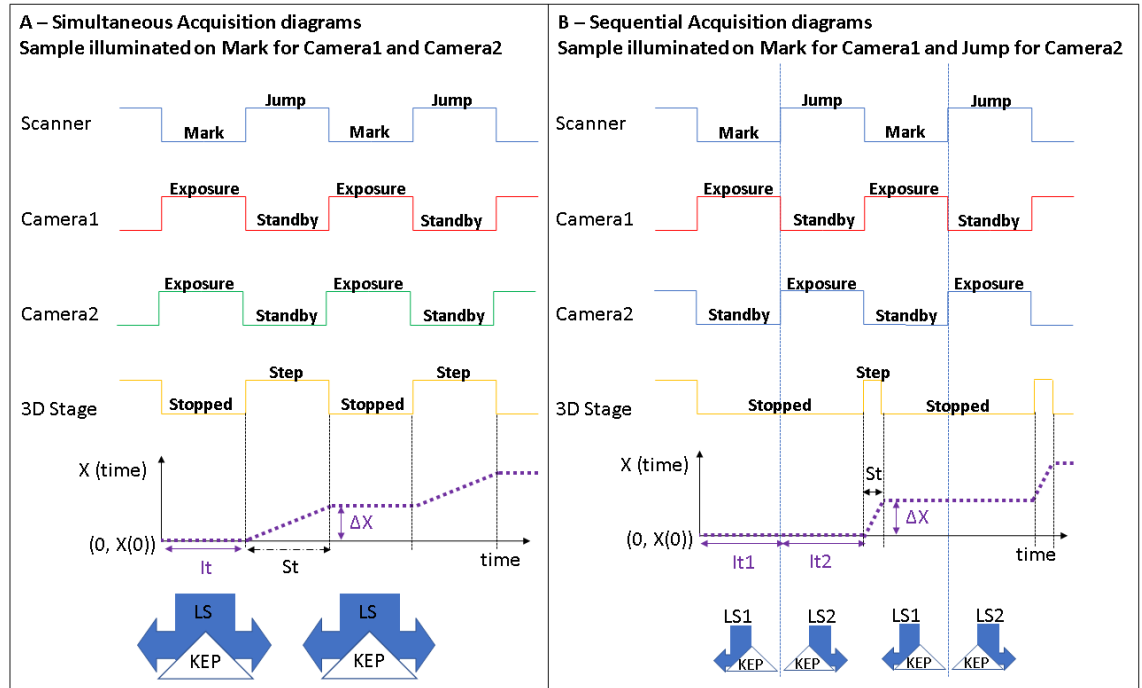 A – Simultaneous Acquisition diagrams
Sample illuminated on Mark for Camera1 and Camera2
Scanner
Mark
Jump
Mark
Jump
Camera1
Exposure
Standby
Exposure
Standby
Camera2
Exposure
Standby
Exposure
Standby
3D Stage
Stopped
Step
Stopped
Step
X (time)
(0, X(0))
ΔX
It
St
time
LS
KEP
LS
KEP
B – Sequential Acquisition diagrams
Sample illuminated on Mark for Camera1 and Jump for Camera2
Scanner
Mark
Jump
Mark
Jump
Camera1
Exposure
Standby
Exposure
Standby
Camera2
Standby
Exposure
Standby
Exposure
3D Stage
Stopped
Step
Stopped
X (time)
St
ΔX
(0, X(0))
It1
It2
time
LS1
LS2
LS1
LS2
KEP
KEP
KEP
KEP